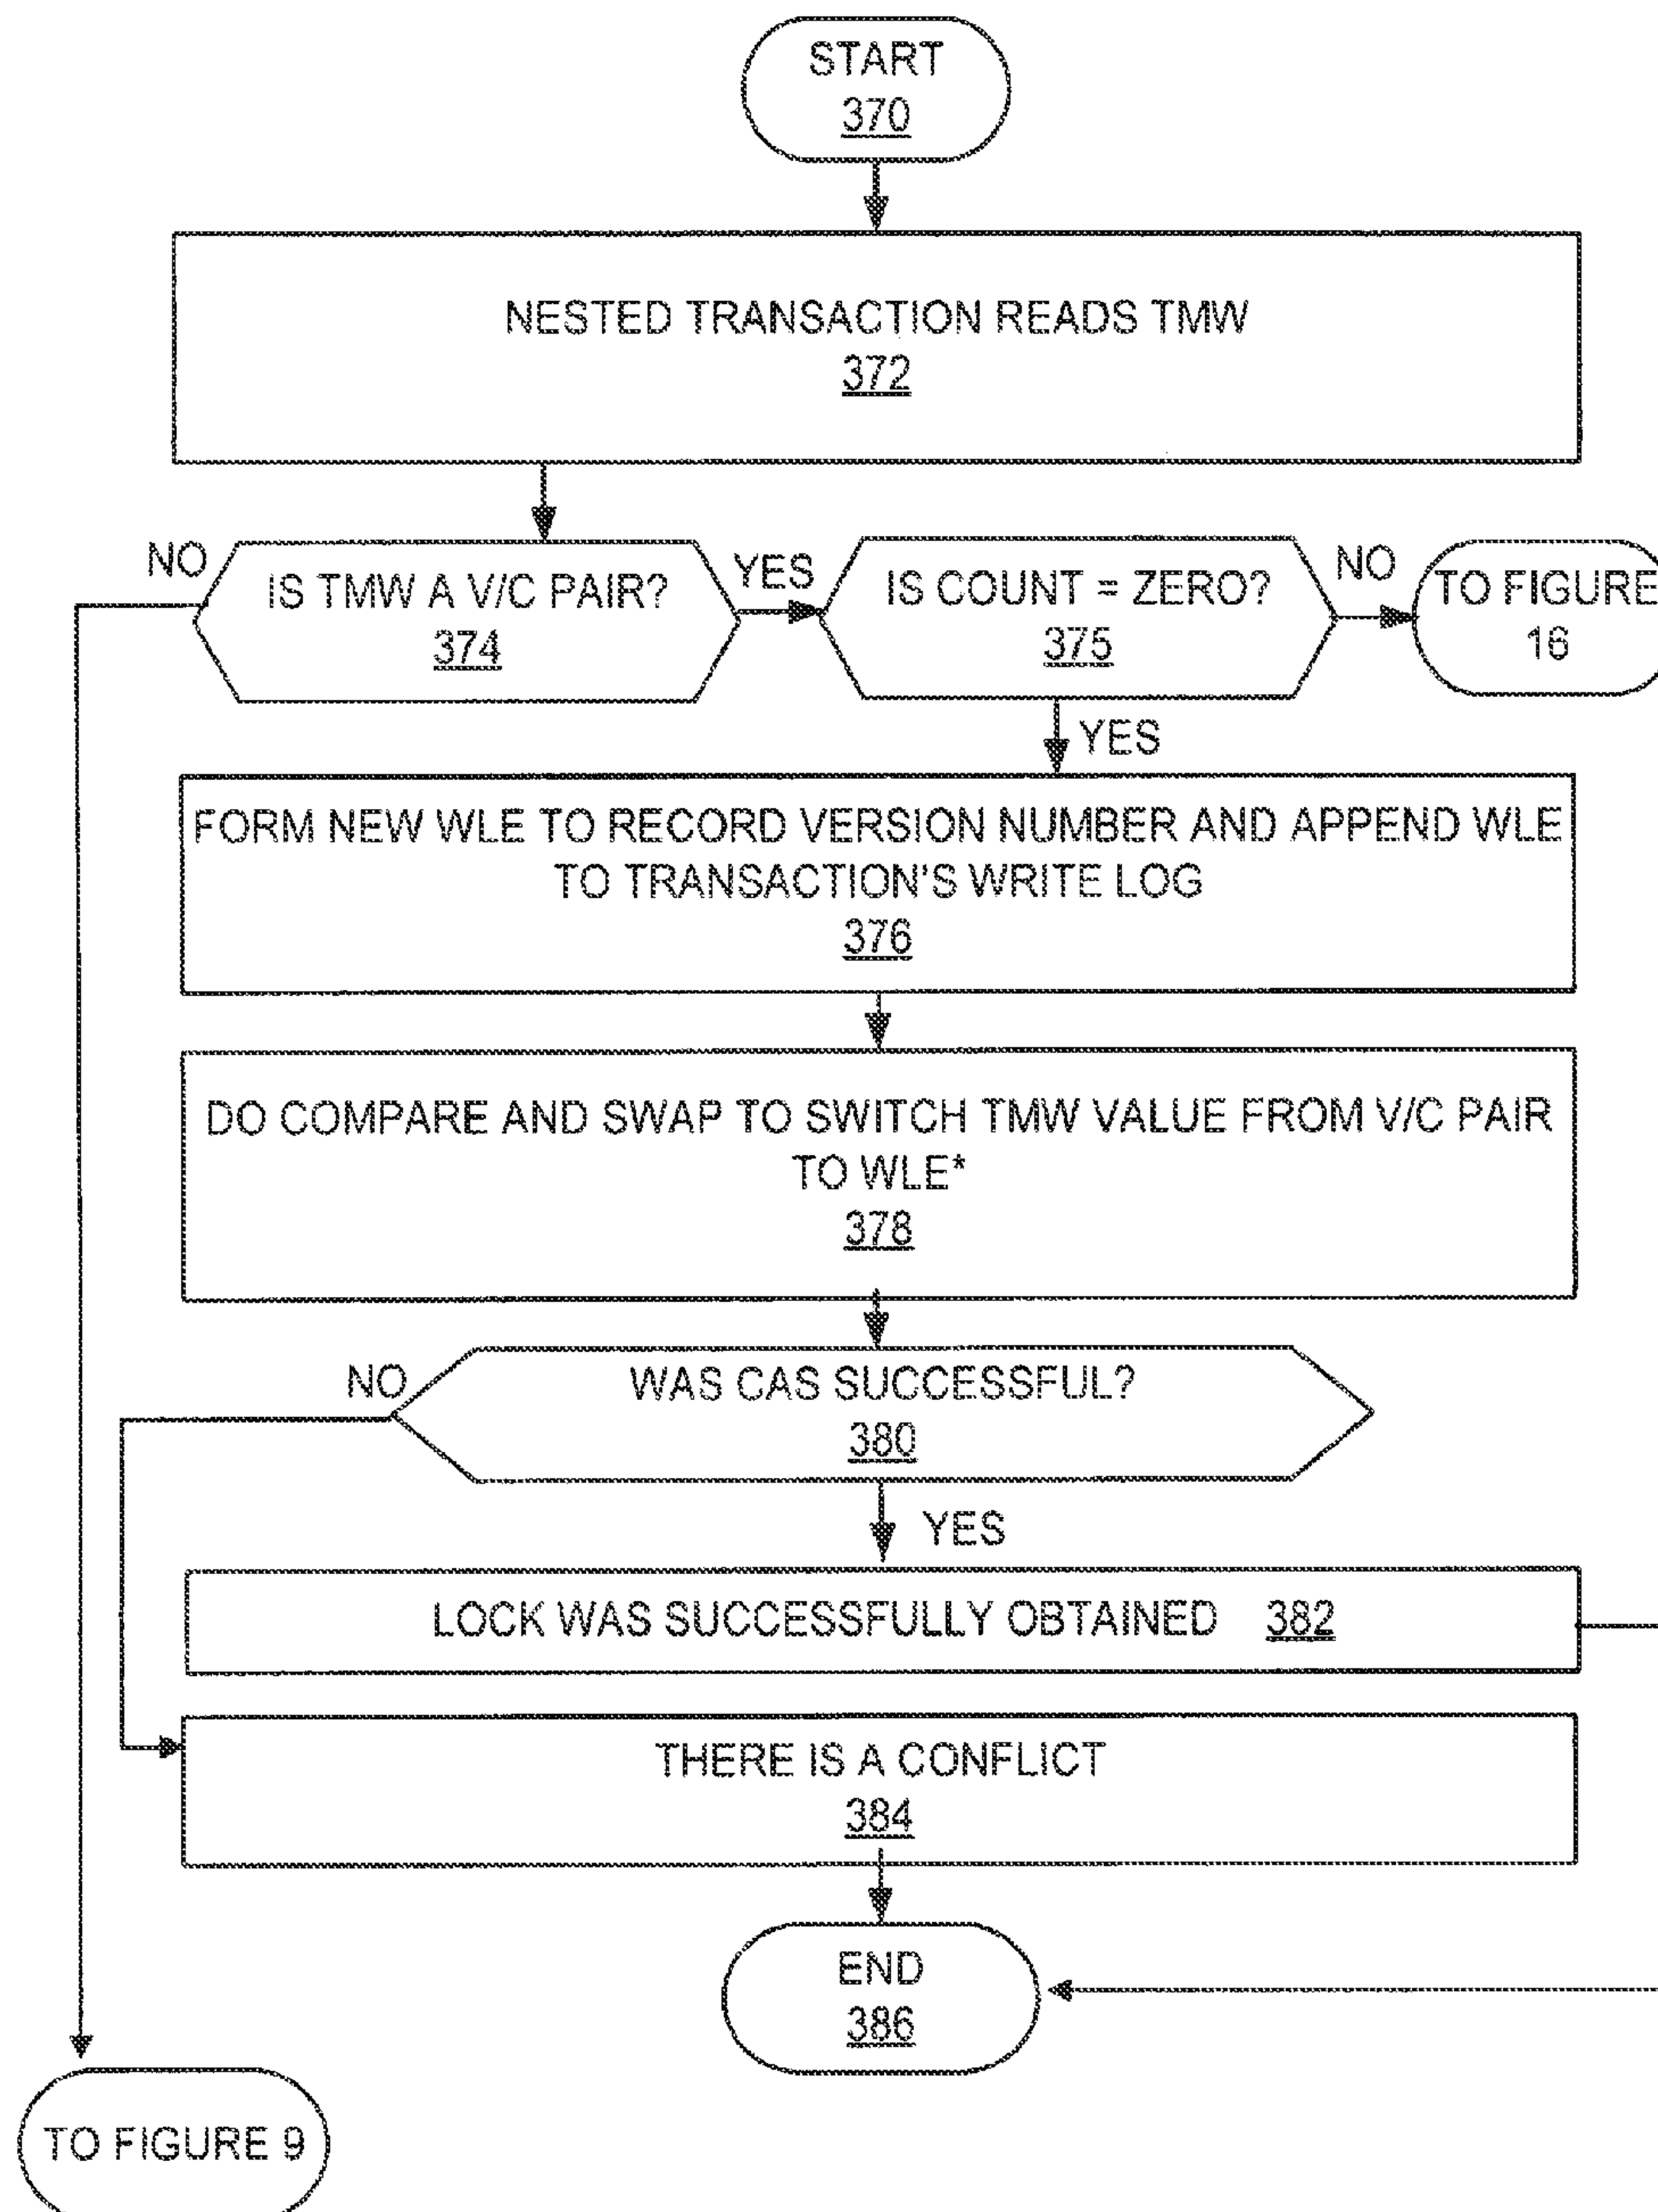 START
370
NESTED TRANSACTION READS TMW
372
NO
IS TMW A V/C PAIR?
374
YES
IS COUNT = ZERO?
375
NO
TO FIGURE
16
YES
FORM NEW WLE TO RECORD VERSION NUMBER AND APPEND WLE
TO TRANSACTION'S WRITE LOG
376
DO COMPARE AND SWAP TO SWITCH TMW VALUE FROM V/C PAIR
TO WLE*
378
NO
WAS CAS SUCCESSFUL?
380
YES
LOCK WAS SUCCESSFULLY OBTAINED 382
THERE IS A CONFLICT
384
END
386
TO FIGURE 9